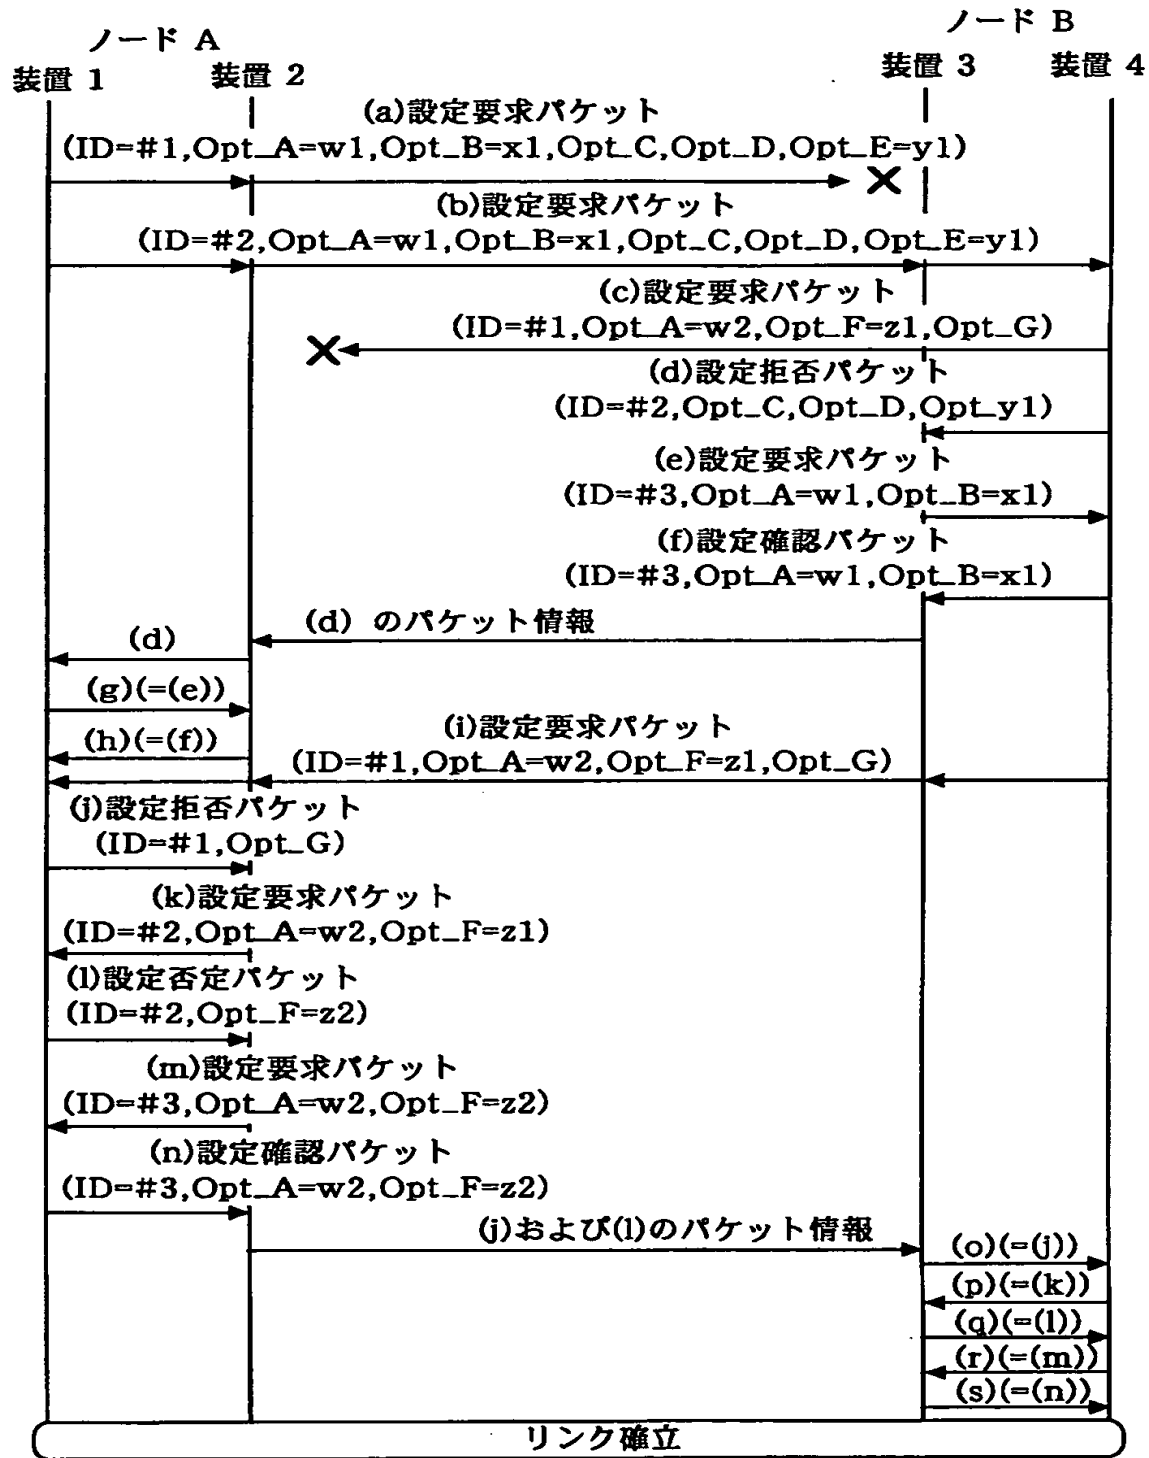 ノード A
ノード B
装置 1
装置 2
装置 3
装置 4
(a)設定要求パケット
(ID=#1,Opt_A=w1,Opt_B=x1,Opt_C,Opt_D,Opt_E=y1)
(b)設定要求パケット
(ID=#2,Opt_A=w1,Opt_B=x1,Opt_C,Opt_D,Opt_E=y1)
(c)設定要求パケット
(ID=#1,Opt_A=w2,Opt_F=z1,Opt_G)
(d)設定拒否パケット
(ID=#2,Opt_C,Opt_D,Opt_y1)
(e)設定要求パケット
(ID=#3,Opt_A=w1,Opt_B=x1)
(f)設定確認パケット
(ID=#3,Opt_A=w1,Opt_B=x1)
(d) のパケット情報
(d)
(g)(=(e))
(h)(=(f))
(i)設定要求パケット
(ID=#1,Opt_A=w2,Opt_F=z1,Opt_G)
(j)設定拒否パケット
(ID=#1,Opt_G)
(k)設定要求パケット
(ID=#2,Opt_A=w2,Opt_F=z1)
(l)設定否定パケット
(ID=#2,Opt_F=z2)
(m)設定要求パケット
(ID=#3,Opt_A=w2,Opt_F=z2)
(n)設定確認パケット
(ID=#3,Opt_A=w2,Opt_F=z2)
(j)および(l)のパケット情報
(o)(=(j))
(p)(=(k))
(q)(=(l))
(r)(=(m))
(s)(=(n))
リンク確立